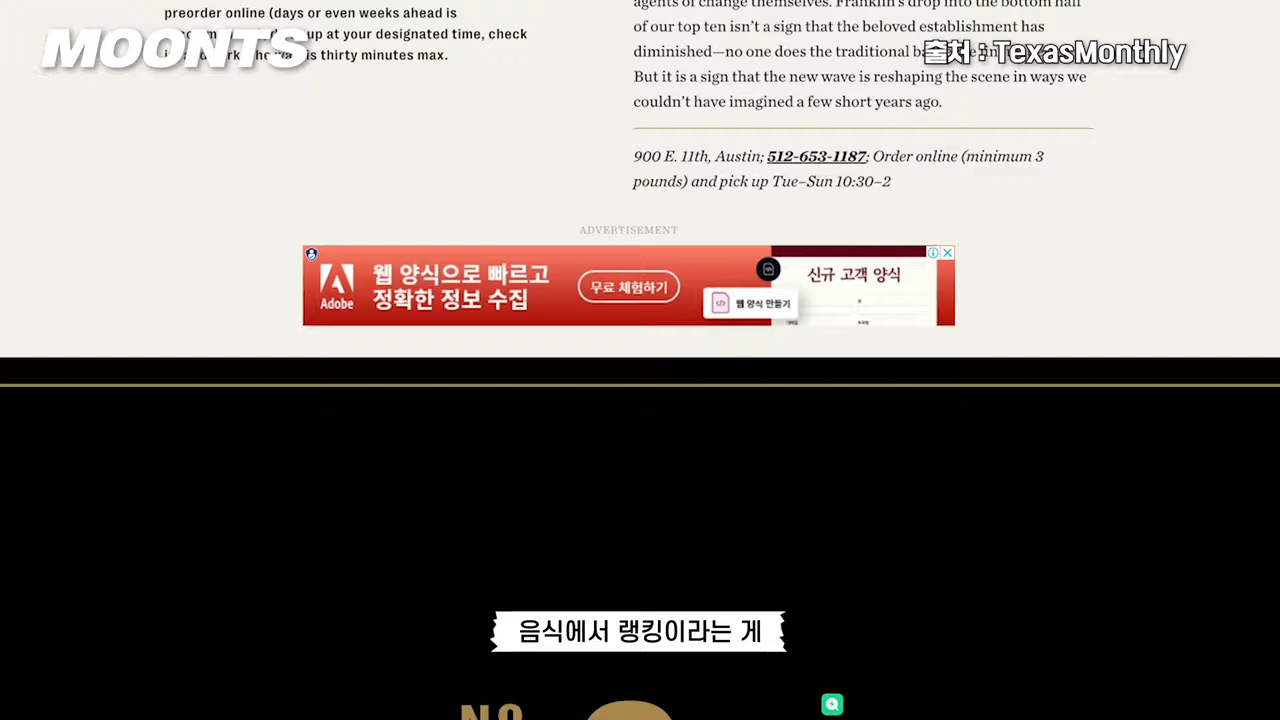 preorder online (days or even weeks ahead is
up at your designated time, check
is thirty minutes max.
MOONTS
agents of change themselves. Franklin's drop into the bottom half
of our top ten isn't a sign that the beloved establishment has
diminished—no one does the traditional
But it is a sign that the new wave is reshaping the scene in ways we
couldn't have imagined a few short years ago.
출처 : TexasMonthly
900 E. 11th, Austin; 512-653-1187; Order online (minimum 3
pounds) and pick up Tue–Sun 10:30–2
ADVERTISEMENT
Adobe
웹 양식으로 빠르고
정확한 정보 수집
무료 체험하기
웹 양식 만들기
신규 고객 양식
음식에서 랭킹이라는 게
NO